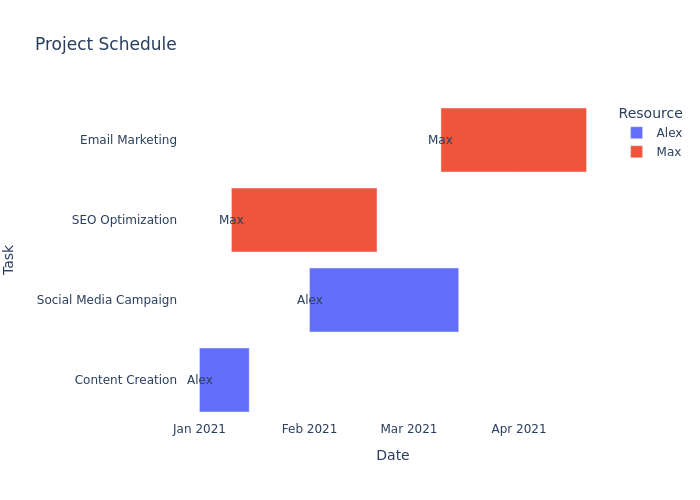 Project Schedule
Resource
Alex
Max
Task
Email Marketing
Max
SEO Optimization
Max
Social Media Campaign
Alex
Content Creation
Alex
Jan 2021
Feb 2021
Mar 2021
Apr 2021
Date